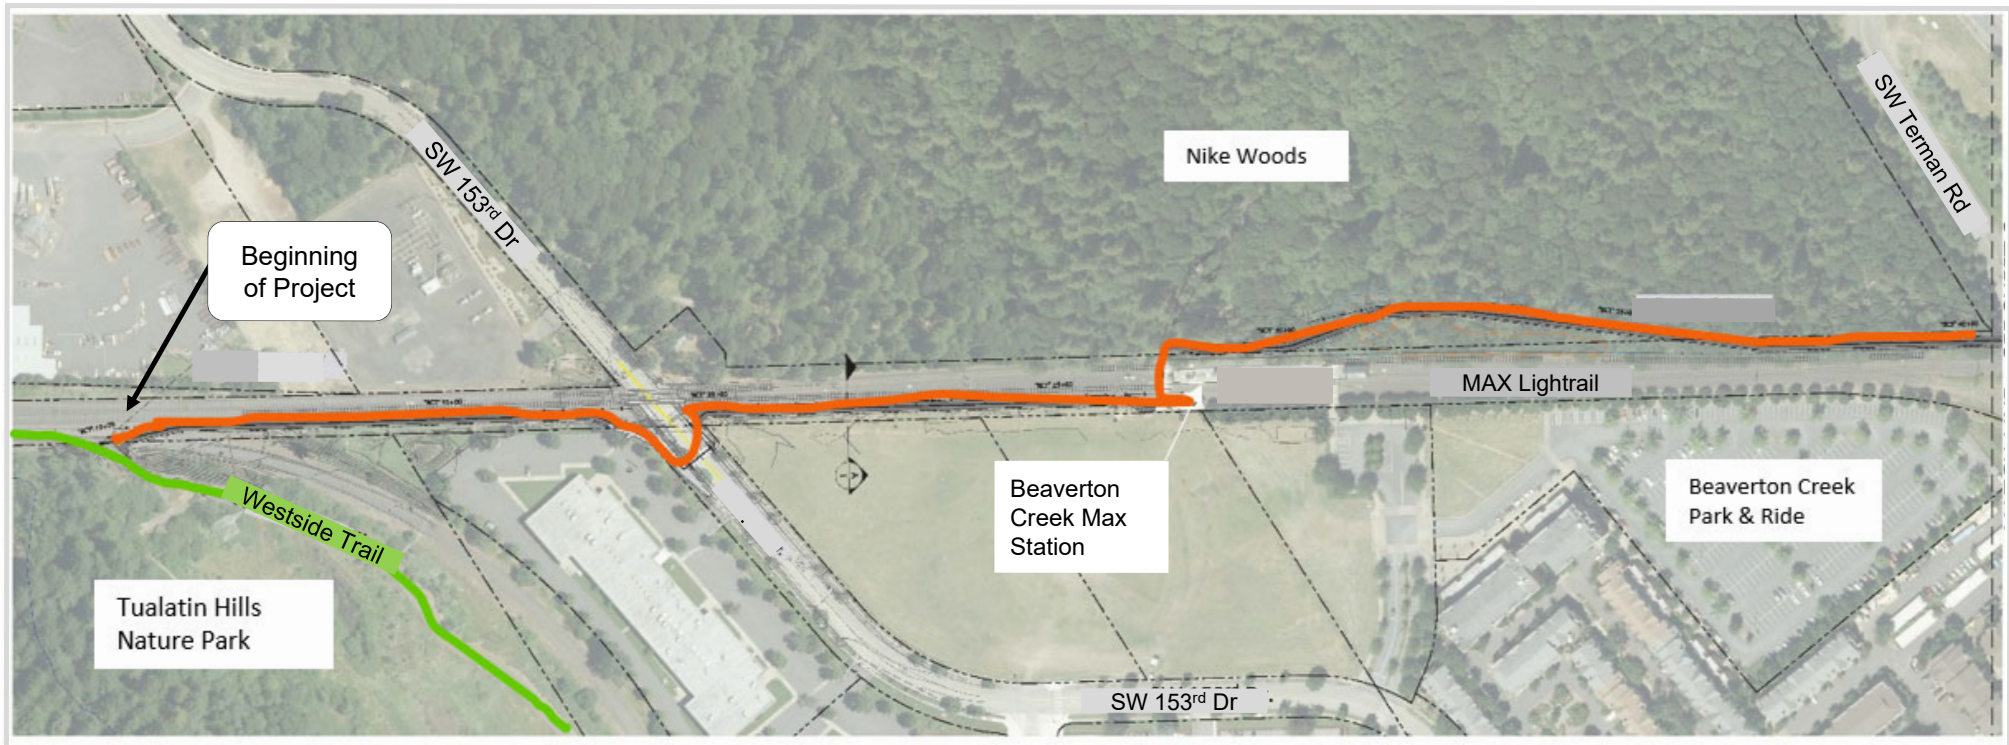 Nike Woods
SW Terman Rd
SW 153rd Dr
Beginning
of Project
MAX Lightrail
Westside Trail
Beaverton
Creek Max
Station
Beaverton Creek
Park & Ride
Tualatin Hills
Nature Park
SW 153rd Dr